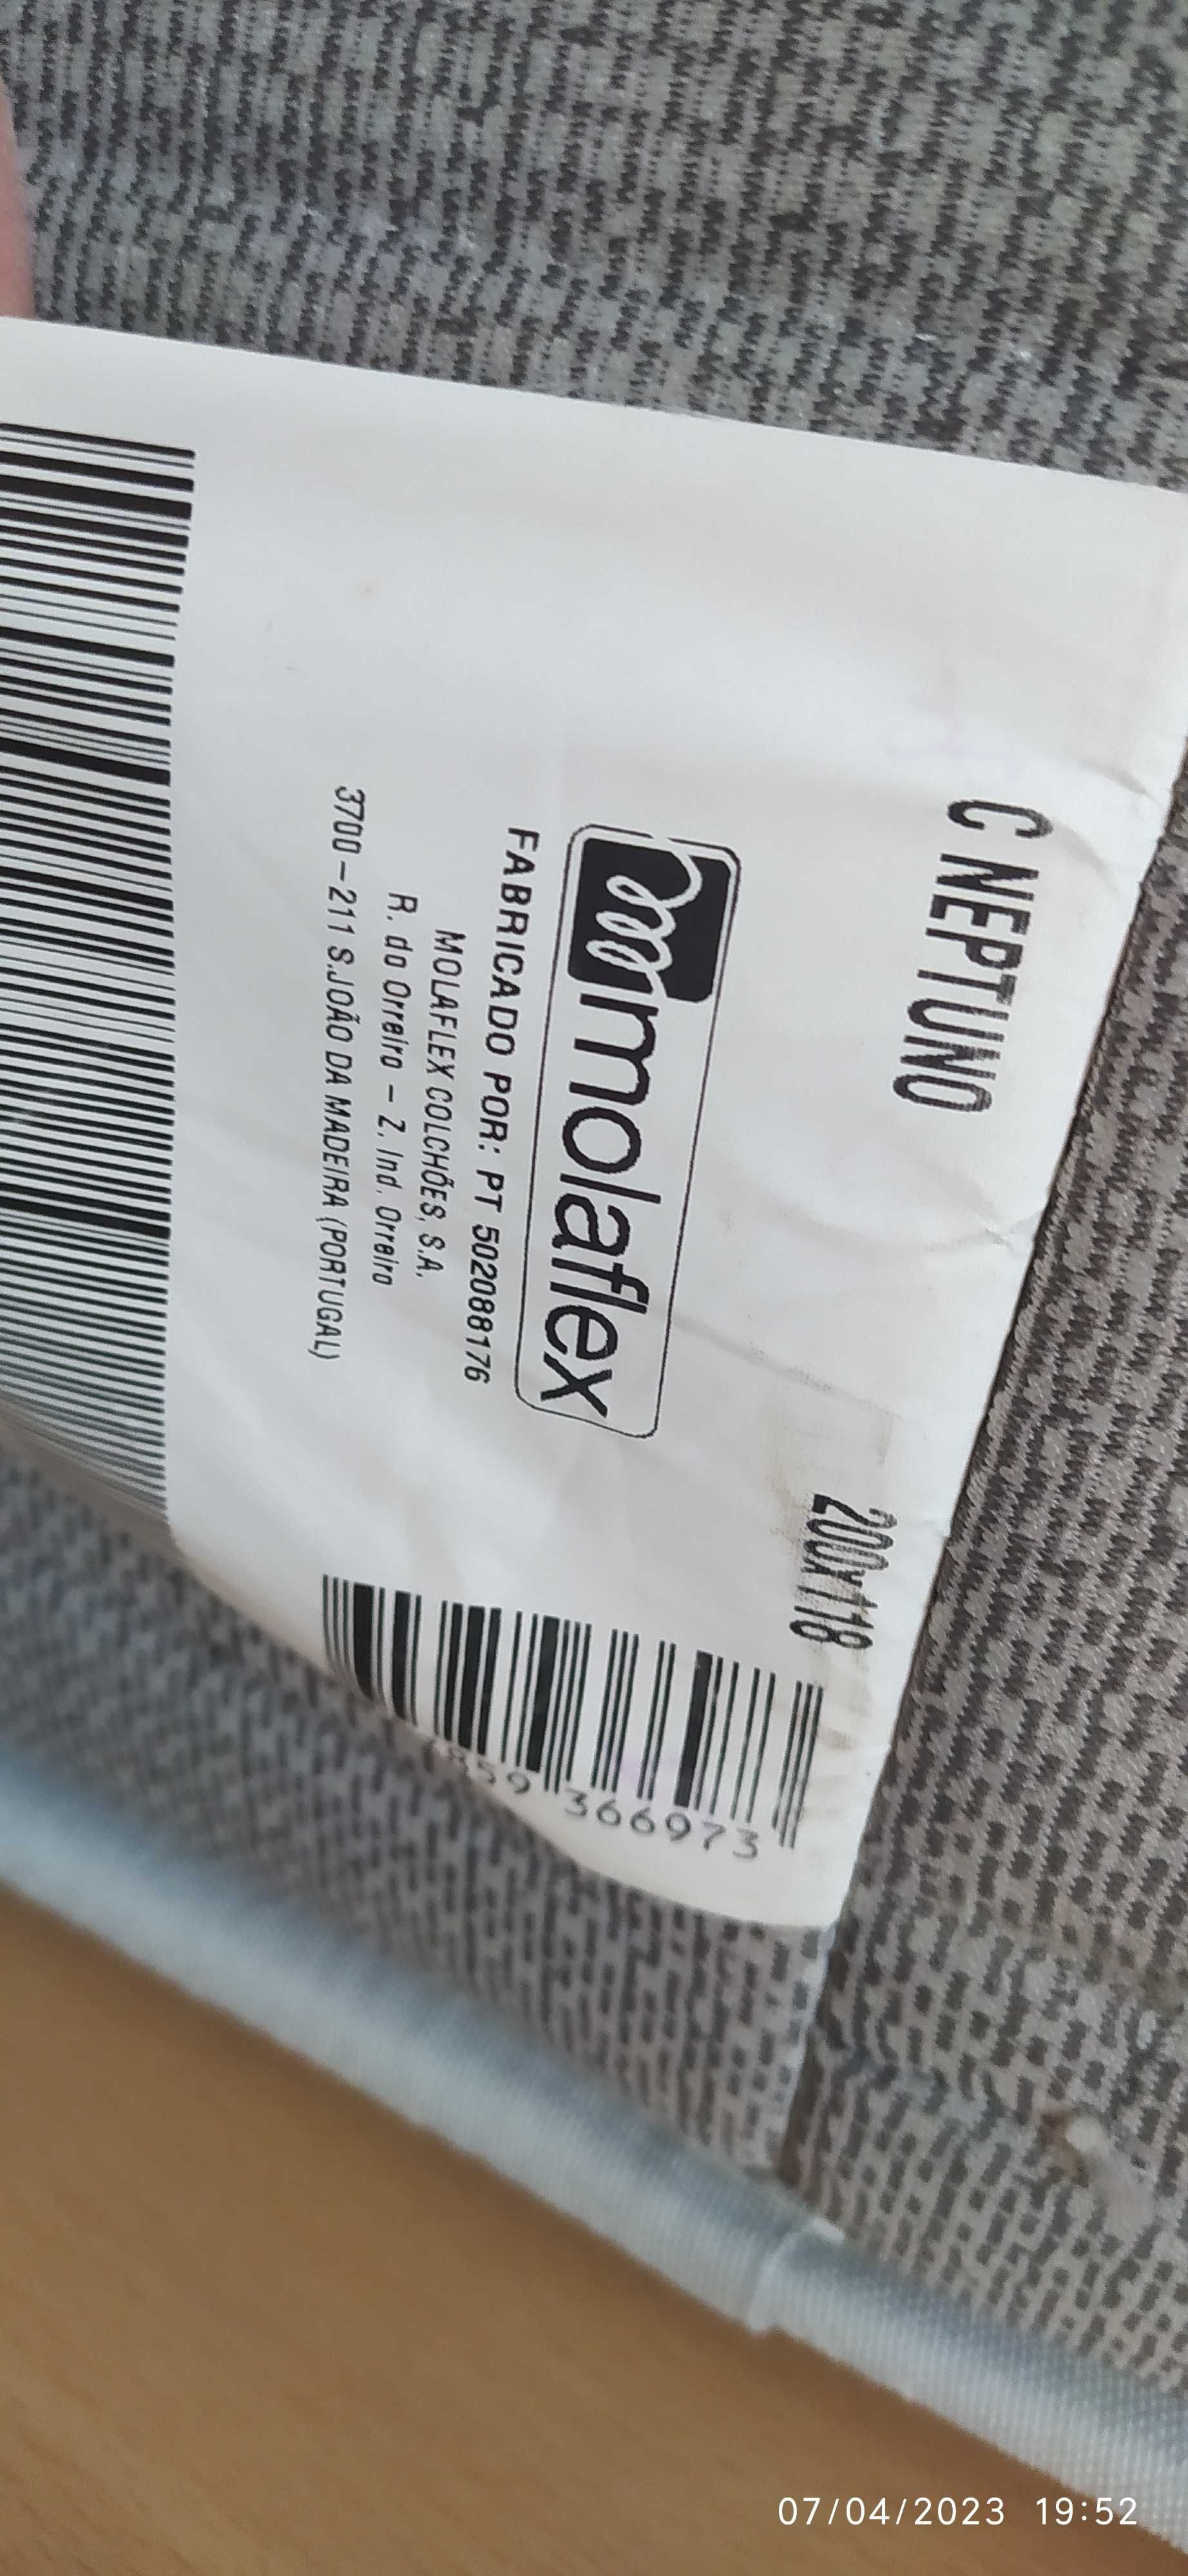 C NEPTUNO
200x118
molaflex
FABRICADO POR: PT 502088176
MOLAFLEX COLCHÕES, S.A.
R. do Orreiro - Z. Ind. Orreiro
3700-211 S.JOÃO DA MADEIRA (PORTUGAL)
59 366973
07/04/2023 19:52